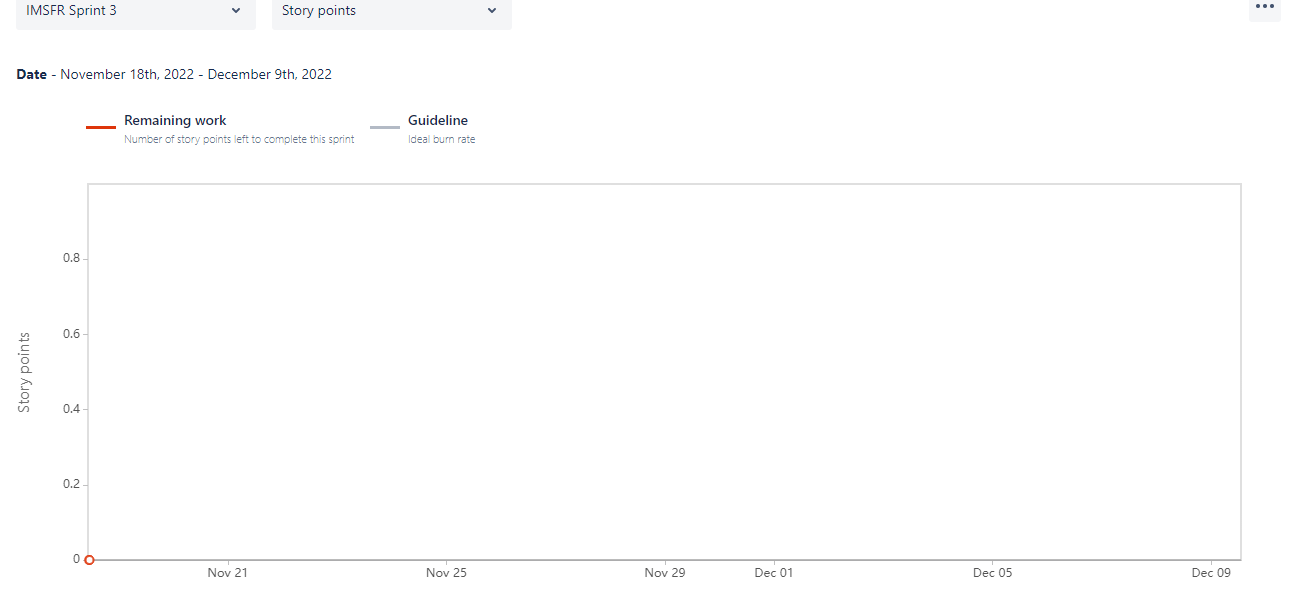 IMSFR Sprint 3
Story points
Date - November 18th, 2022 - December 9th, 2022
Remaining work
Number of story points left to complete this sprint
Guideline
Ideal burn rate
Story points
0.8
0.6
0.4
0.2
0
Nov 21
Nov 25
Nov 29
Dec 01
Dec 05
Dec 09